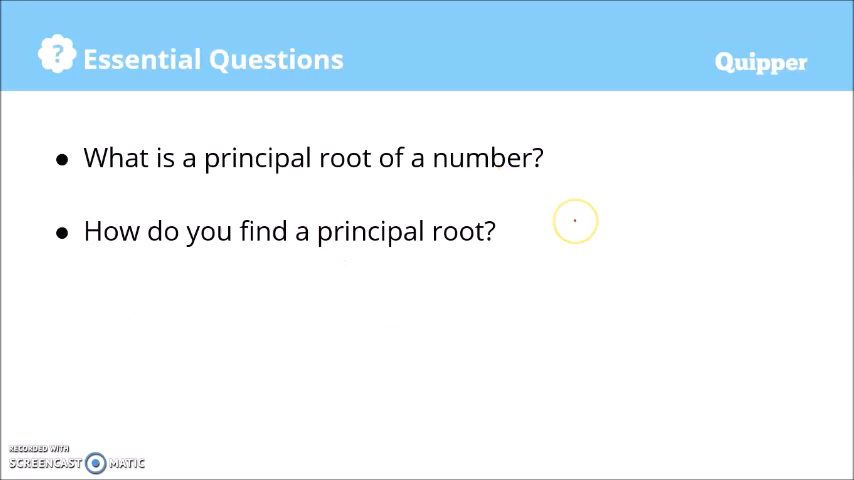 ? Essential Questions
Quipper
● What is a principal root of a number?
● How do you find a principal root?
RECORDED WITH
SCREENCAST MATIC